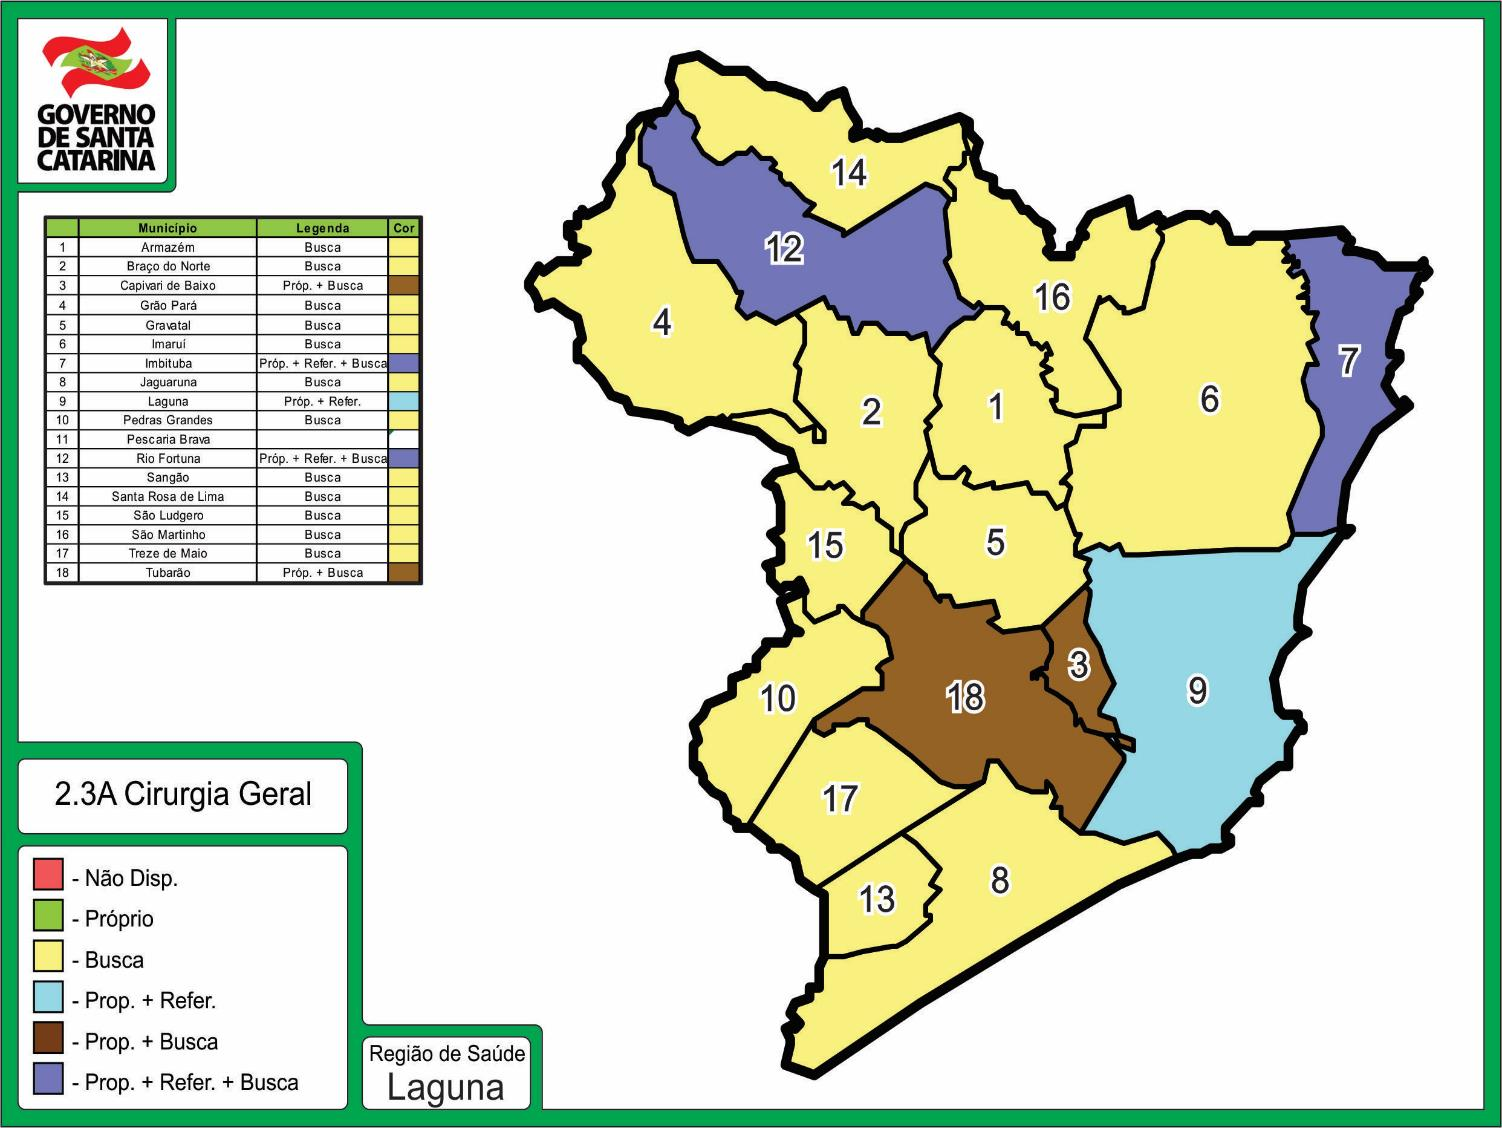 GOVERNO
DE SANTA
CATARINA
Município Legenda Cor
1 Armazém Busca
2 Braço do Norte Busca
3 Capivari de Baixo Próp. + Busca
4 Grão Pará Busca
5 Gravatal Busca
6 Imaruí Busca
7 Imbituba Próp. + Refer. + Busca
8 Jaguaruna Busca
9 Laguna Próp. + Refer.
10 Pedras Grandes Busca
11 Pescaria Brava
12 Rio Fortuna Próp. + Refer. + Busca
13 Sangão Busca
14 Santa Rosa de Lima Busca
15 São Ludgero Busca
16 São Martinho Busca
17 Treze de Maio Busca
18 Tubarão Próp. + Busca
14
12
16
4
7
6
2
1
15
5
3
10
18
9
17
8
13
2.3A Cirurgia Geral
- Não Disp.
- Próprio
- Busca
- Prop. + Refer.
- Prop. + Busca
- Prop. + Refer. + Busca
Região de Saúde
Laguna